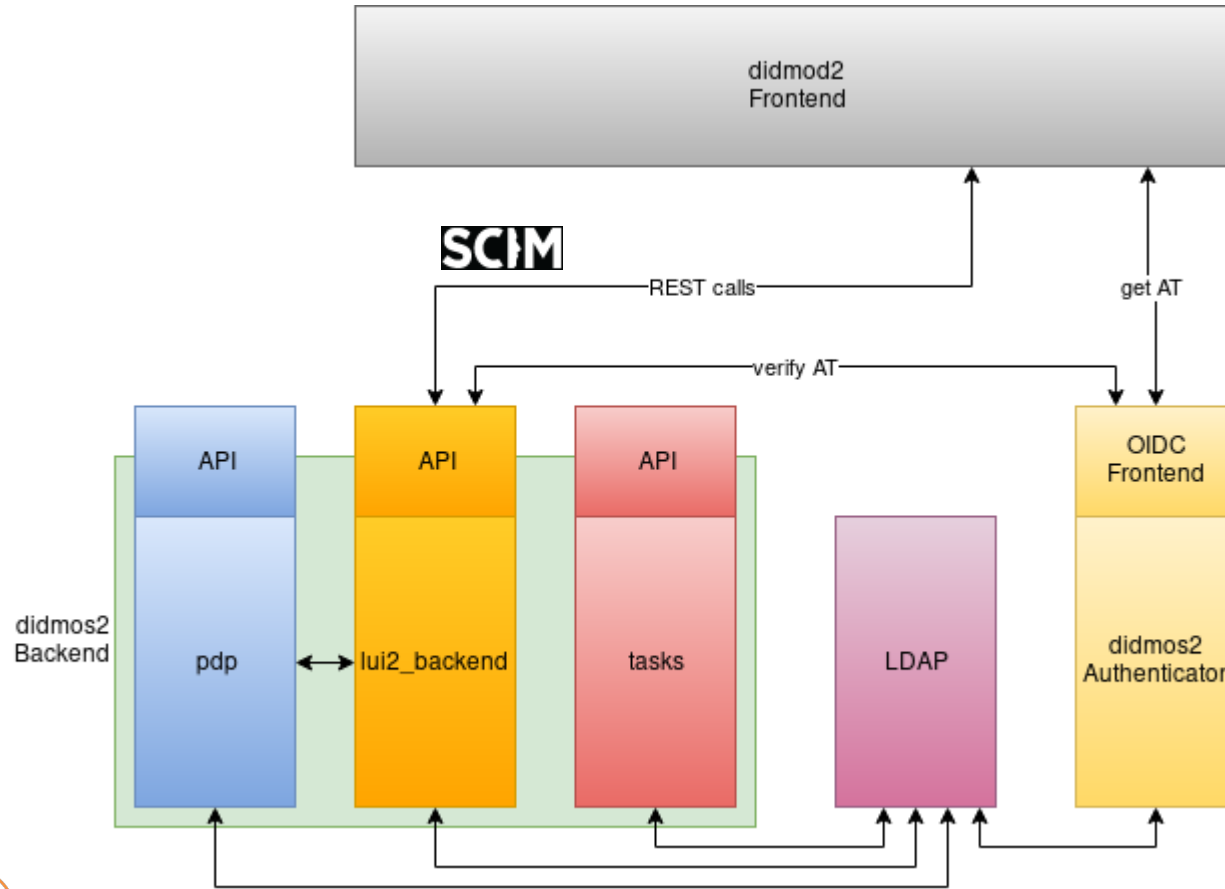 didmod2
Frontend
SCIM
REST calls
get AT
verify AT
API
API
API
OIDC
Frontend
didmos2
Backend
pdp
lui2_backend
tasks
LDAP
didmos2
Authenticator